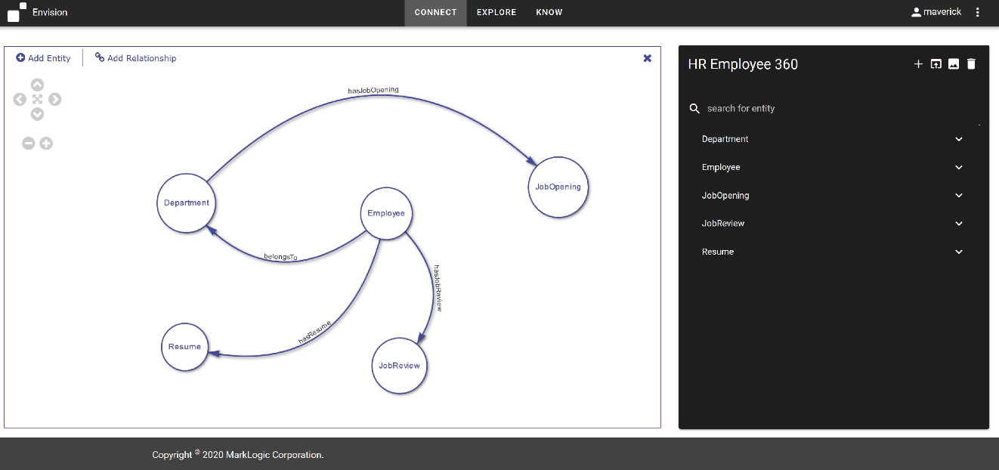 Envision
CONNECT EXPLORE KNOW
maverick
Add Entity
Add Relationship
hasJobOpening
Department
Employee
JobOpening
belongsTo
hasJobReview
hasResume
Resume
JobReview
HR Employee 360
search for entity
Department
Employee
JobOpening
JobReview
Resume
Copyright © 2020 MarkLogic Corporation.